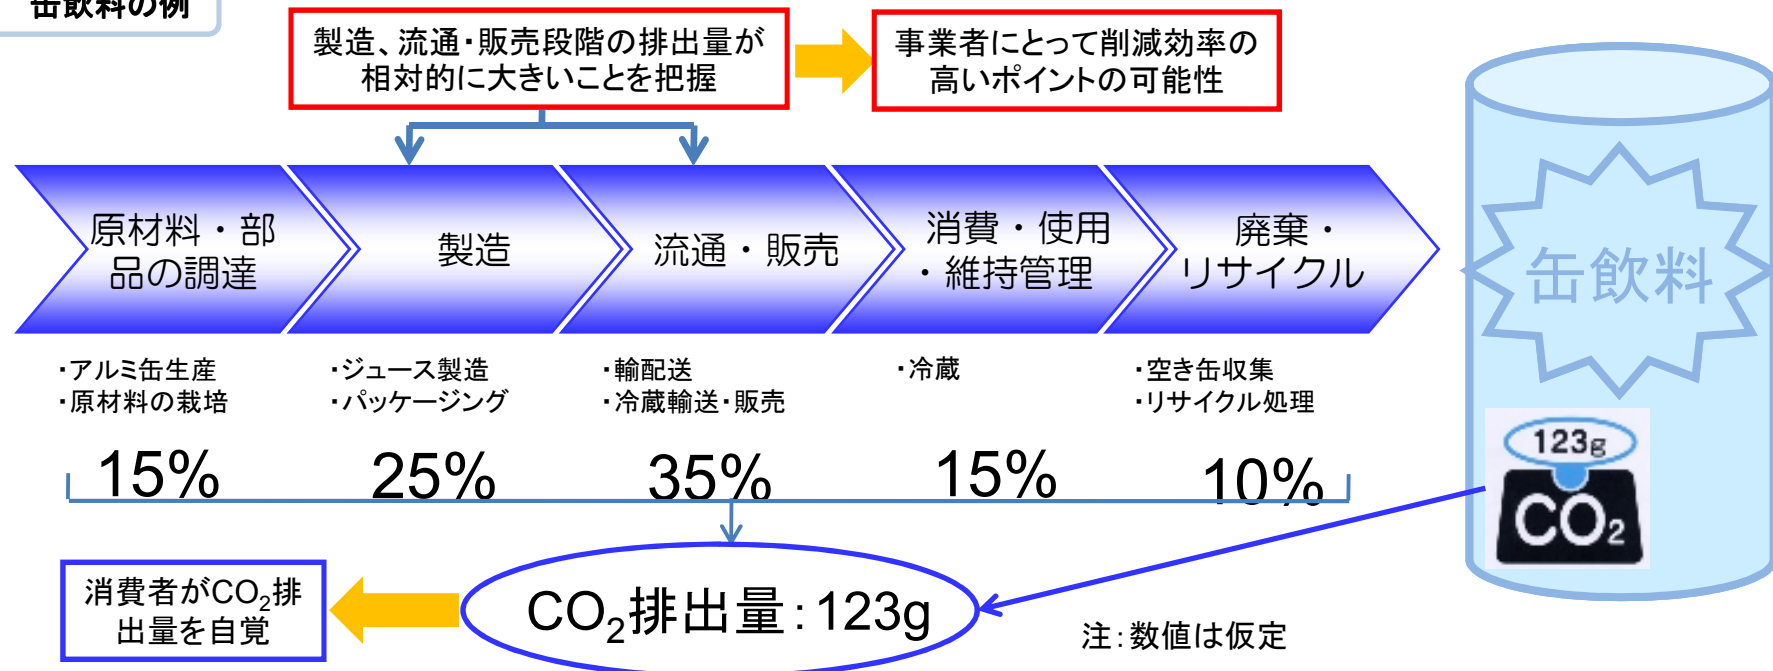 缶飲料の例
製造、流通・販売段階の排出量が
相対的に大きいことを把握
事業者にとって削減効率の
高いポイントの可能性
原材料・部
品の調達
製造
流通・販売
消費・使用
・維持管理
廃棄・
リサイクル
缶飲料
・アルミ缶生産
・原材料の栽培
・ジュース製造
・パッケージング
・輸配送
・冷蔵輸送・販売
・冷蔵
・空き缶収集
・リサイクル処理
15%
25%
35%
15%
10%
123g
CO₂
消費者がCO₂排
出量を自覚
CO₂排出量：123g
注：数値は仮定